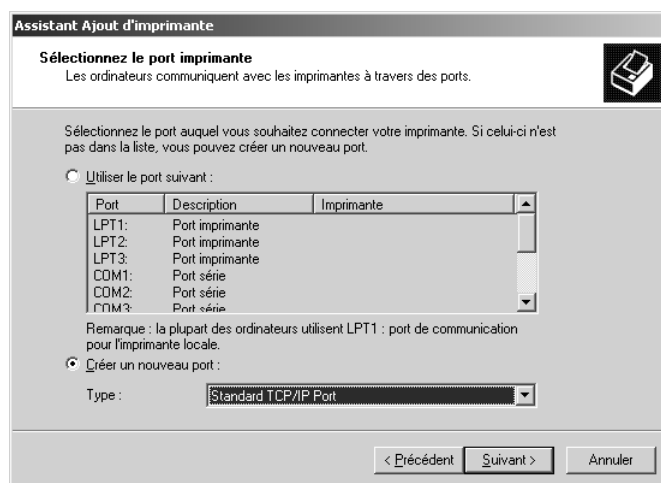 Assistant Ajout d'imprimante
Sélectionnez le port imprimante
Les ordinateurs communiquent avec les imprimantes à travers des ports.
Sélectionnez le port auquel vous souhaitez connecter votre imprimante. Si celui-ci n'est
pas dans la liste, vous pouvez créer un nouveau port.
Utiliser le port suivant :
Port Description Imprimante
LPT1: Port imprimante
LPT2: Port imprimante
LPT3: Port imprimante
COM1: Port série
COM2: Port série
COM3: Port série
Remarque : la plupart des ordinateurs utilisent LPT1 : port de communication
pour l'imprimante locale.
Créer un nouveau port :
Type : Standard TCP/IP Port
< Précédent Suivant > Annuler